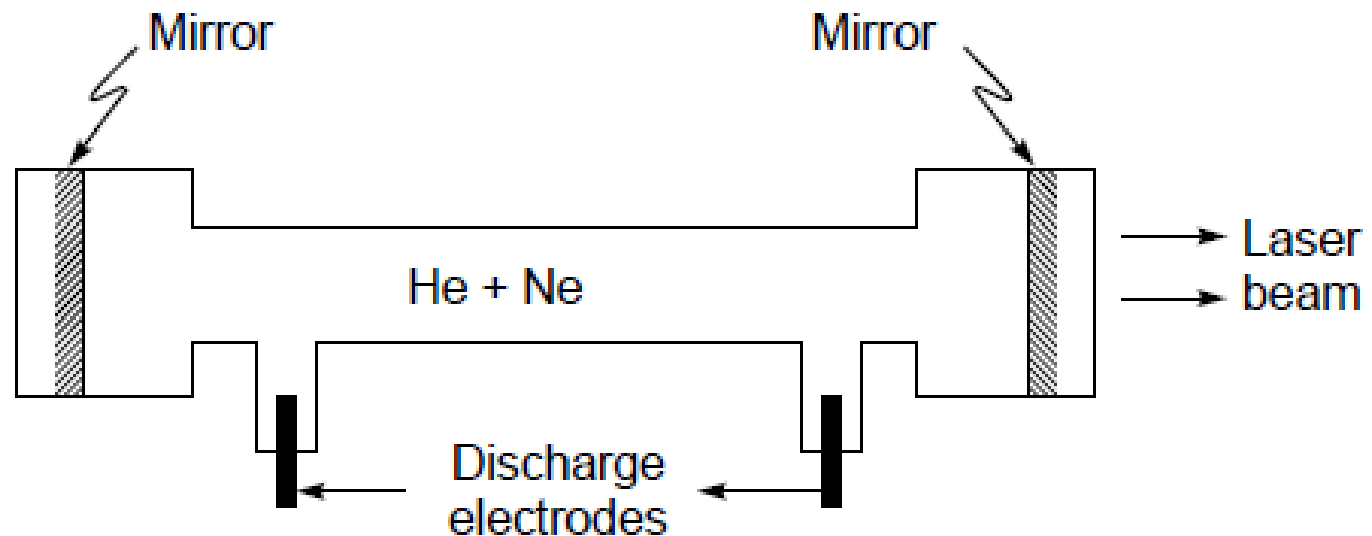 Mirror
Mirror
He + Ne
Laser
beam
Discharge
electrodes